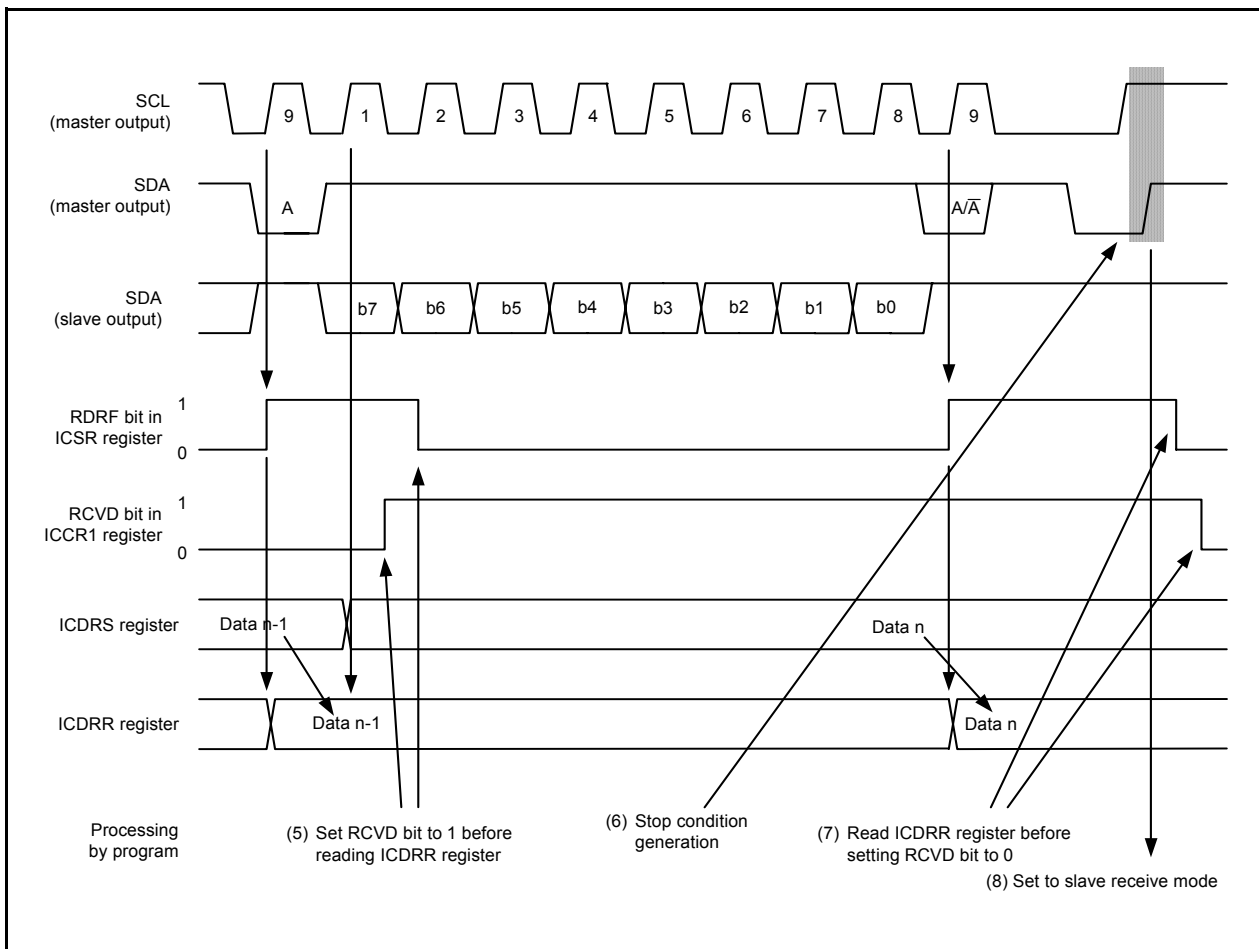 SCL
(master output)
9 1 2 3 4 5 6 7 8 9
SDA
(master output)
A A/A̅
SDA
(slave output)
b7 b6 b5 b4 b3 b2 b1 b0
RDRF bit in
ICSR register
1
0
RCVD bit in
ICCR1 register
1
0
ICDRS register
Data n-1 Data n
ICDRR register
Data n-1 Data n
Processing
by program
(5) Set RCVD bit to 1 before
reading ICDRR register
(6) Stop condition
generation
(7) Read ICDRR register before
setting RCVD bit to 0
(8) Set to slave receive mode